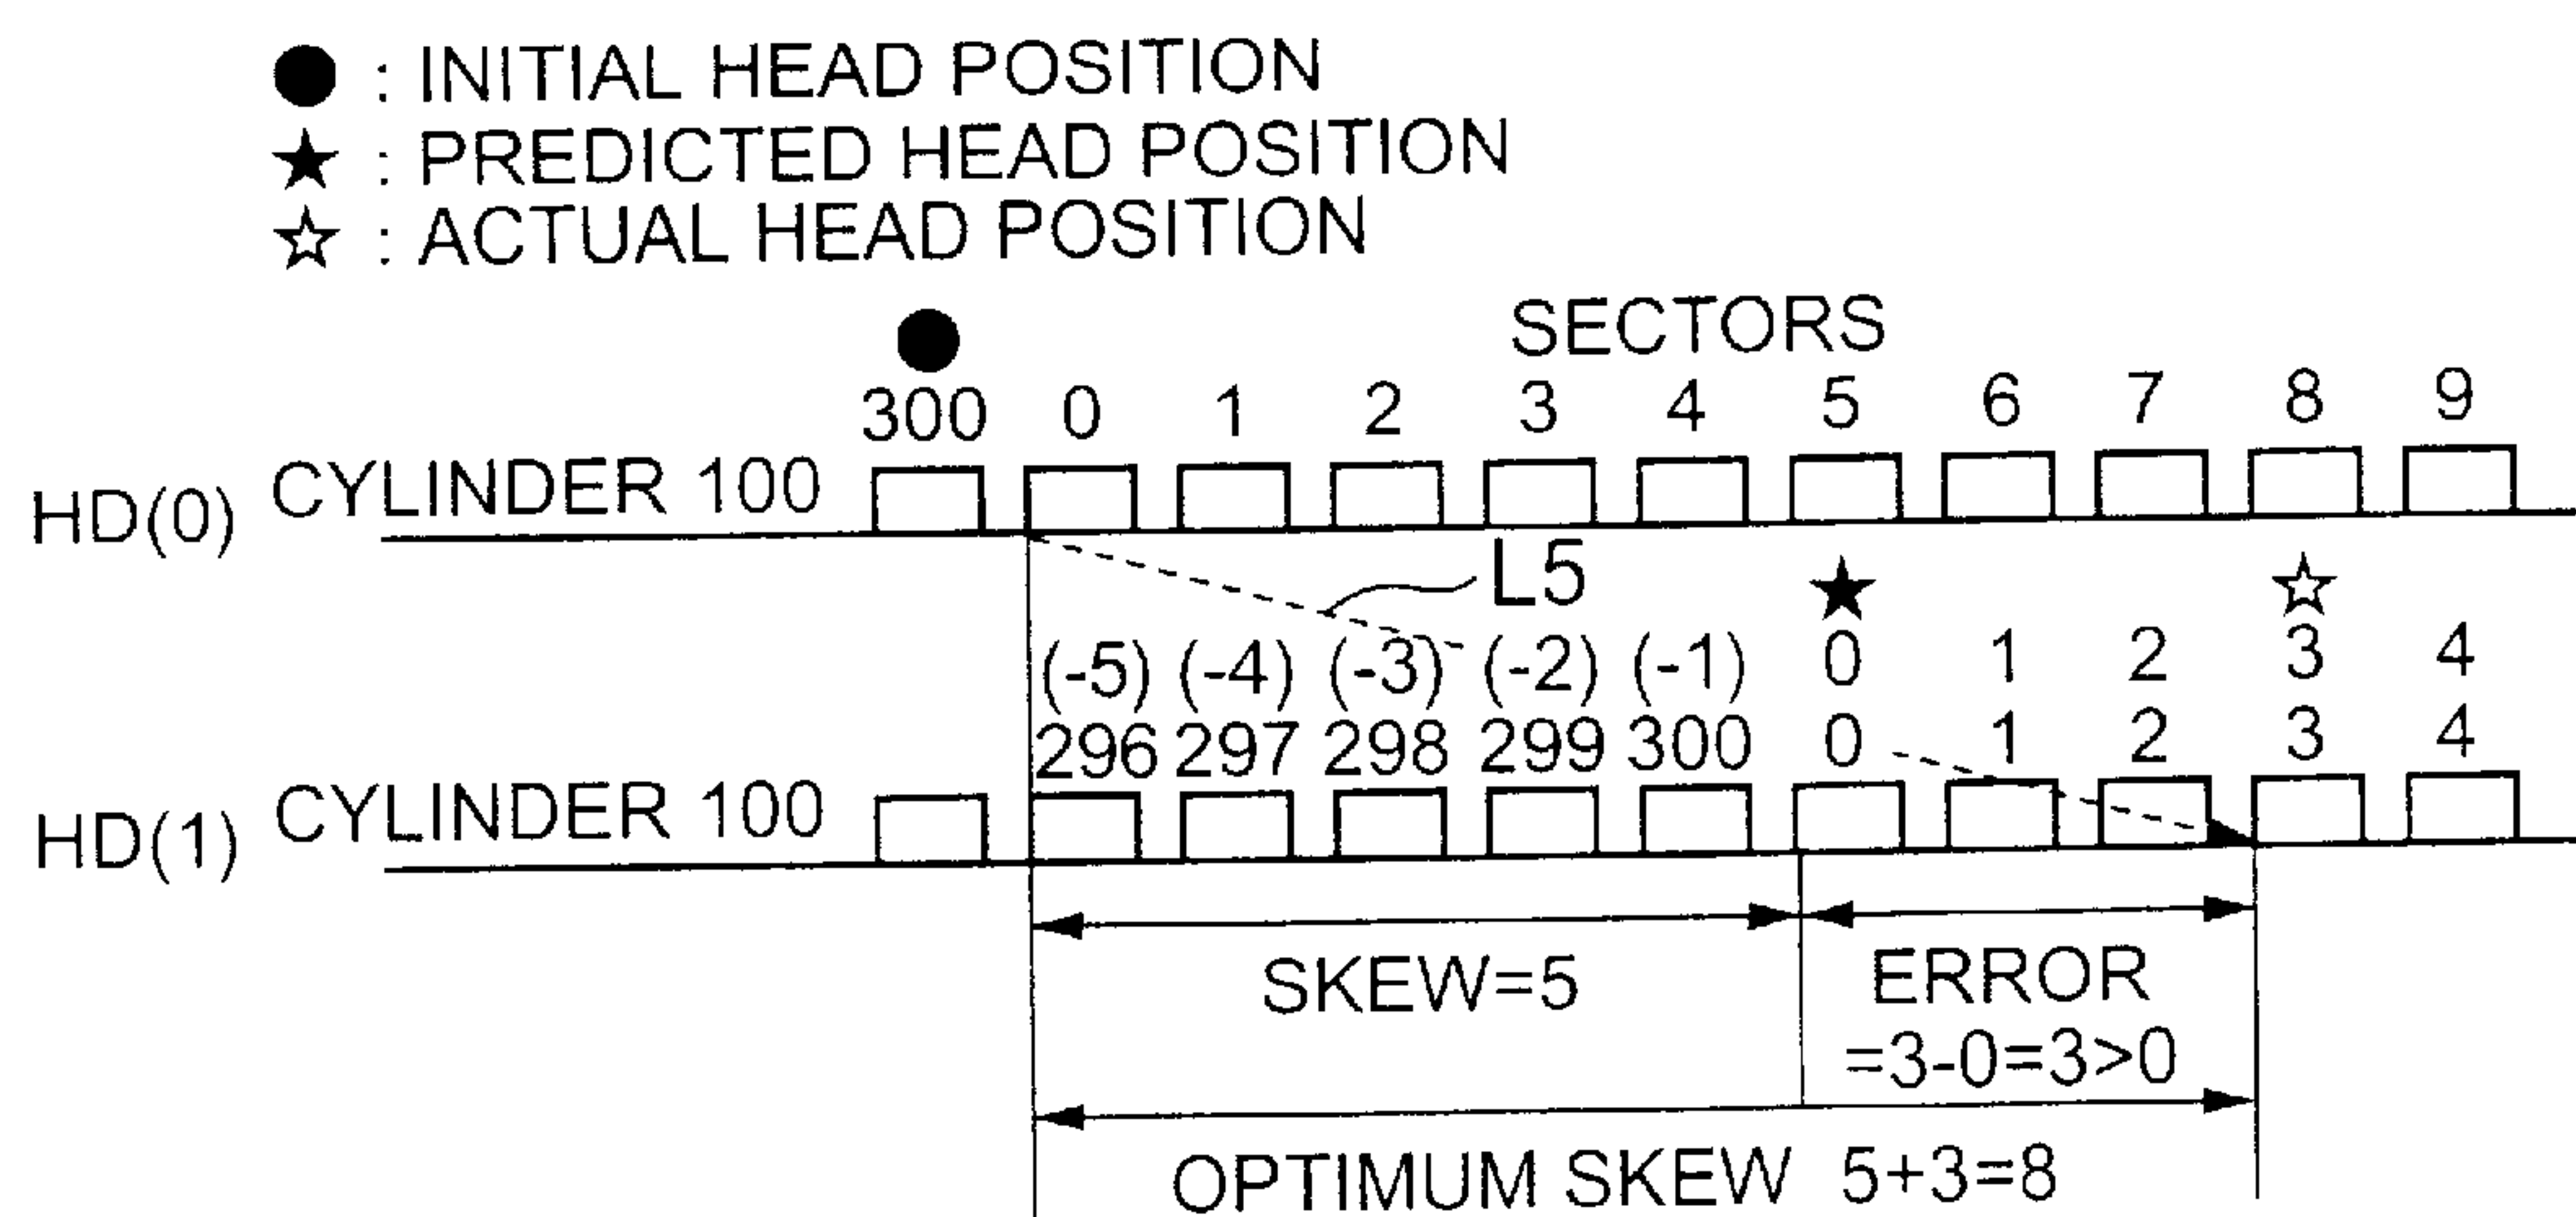 ● : INITIAL HEAD POSITION
★ : PREDICTED HEAD POSITION
☆ : ACTUAL HEAD POSITION
SECTORS
300 0 1 2 3 4 5 6 7 8 9
HD(0) CYLINDER 100
L5
(-5) (-4) (-3) (-2) (-1) 0 1 2 3 4
296 297 298 299 300 0 1 2 3 4
HD(1) CYLINDER 100
SKEW=5
ERROR
=3-0=3>0
OPTIMUM SKEW 5+3=8